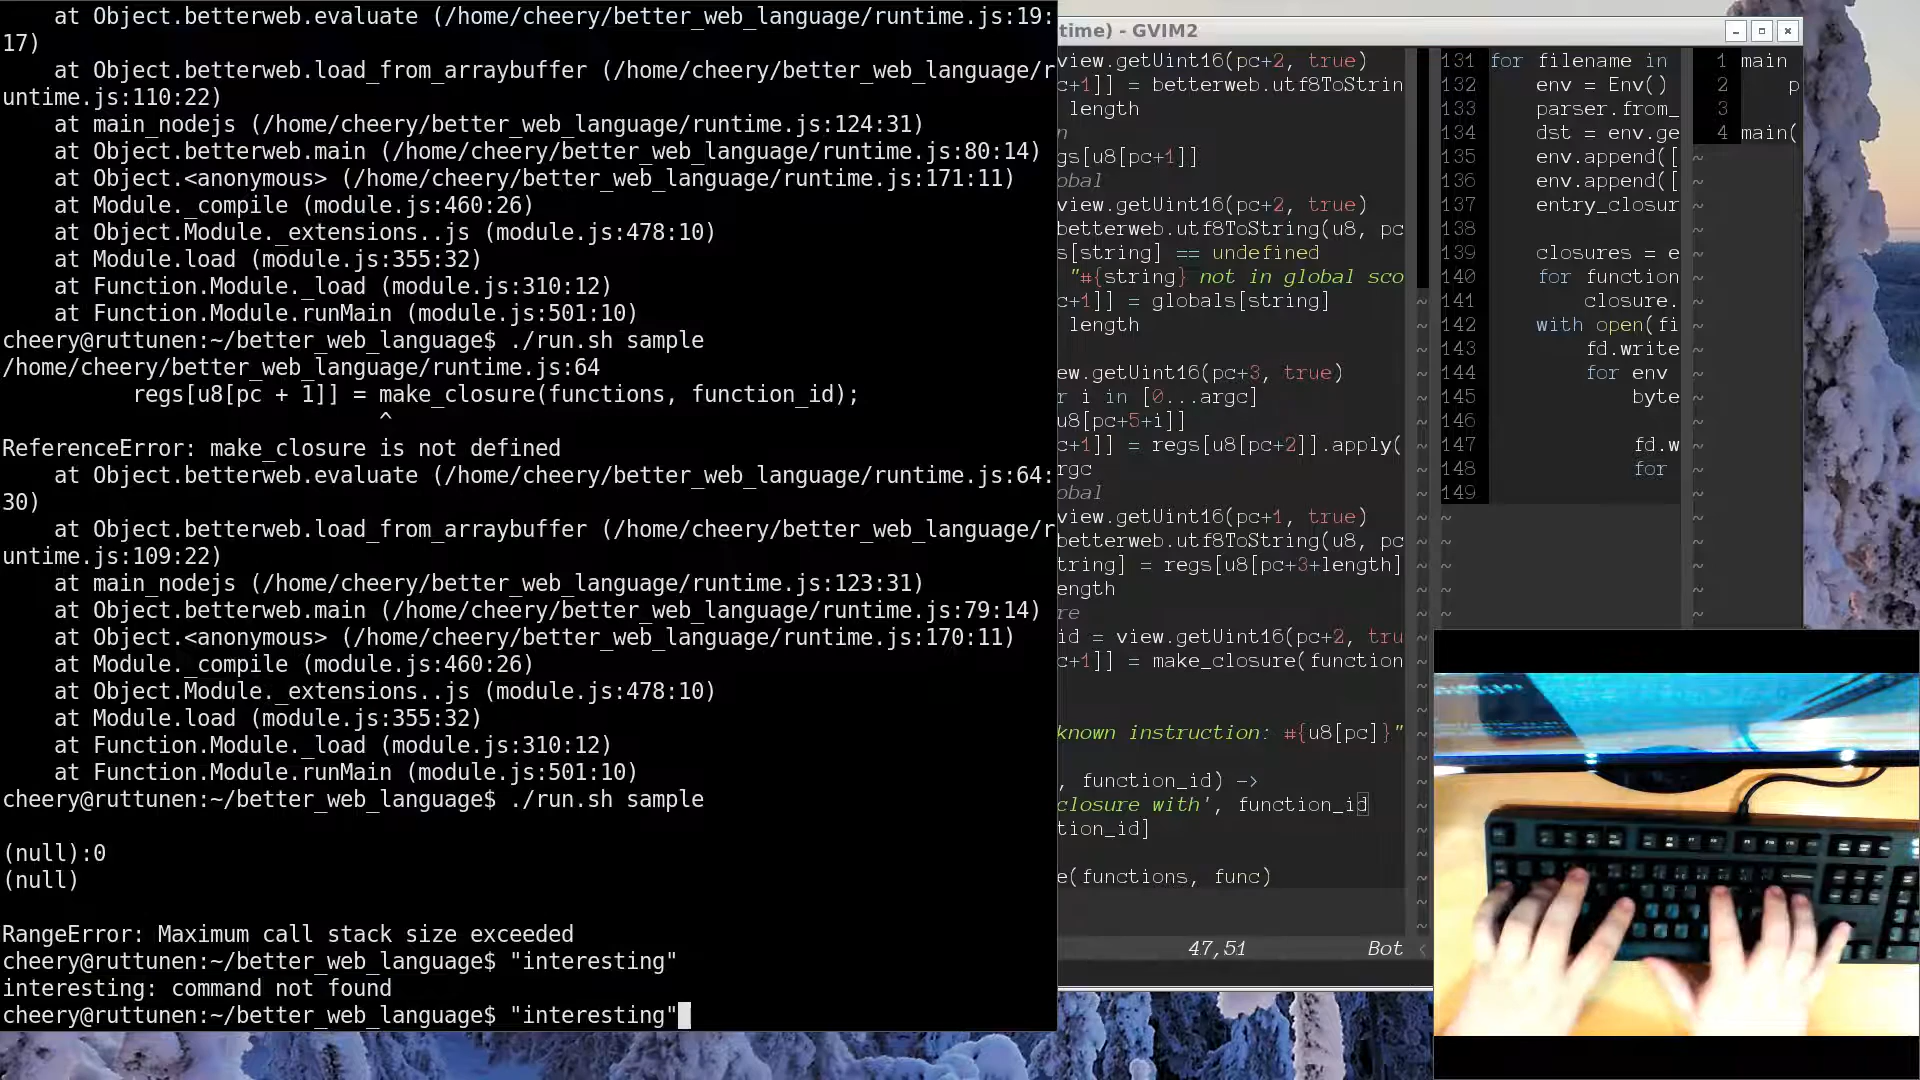 at Object.betterweb.evaluate (/home/cheery/better_web_language/runtime.js:19:
17)
    at Object.betterweb.load_from_arraybuffer (/home/cheery/better_web_language/r
untime.js:110:22)
    at main_nodejs (/home/cheery/better_web_language/runtime.js:124:31)
    at Object.betterweb.main (/home/cheery/better_web_language/runtime.js:80:14)
    at Object.<anonymous> (/home/cheery/better_web_language/runtime.js:171:11)
    at Module._compile (module.js:460:26)
    at Object.Module._extensions..js (module.js:478:10)
    at Module.load (module.js:355:32)
    at Function.Module._load (module.js:310:12)
    at Function.Module.runMain (module.js:501:10)
cheery@ruttunen:~/better_web_language$ ./run.sh sample
/home/cheery/better_web_language/runtime.js:64
          regs[u8[pc + 1]] = make_closure(functions, function_id);
                             ^
ReferenceError: make_closure is not defined
    at Object.betterweb.evaluate (/home/cheery/better_web_language/runtime.js:64:
30)
    at Object.betterweb.load_from_arraybuffer (/home/cheery/better_web_language/r
untime.js:109:22)
    at main_nodejs (/home/cheery/better_web_language/runtime.js:123:31)
    at Object.betterweb.main (/home/cheery/better_web_language/runtime.js:79:14)
    at Object.<anonymous> (/home/cheery/better_web_language/runtime.js:170:11)
    at Module._compile (module.js:460:26)
    at Object.Module._extensions..js (module.js:478:10)
    at Module.load (module.js:355:32)
    at Function.Module._load (module.js:310:12)
    at Function.Module.runMain (module.js:501:10)
cheery@ruttunen:~/better_web_language$ ./run.sh sample
(null):0
(null)
RangeError: Maximum call stack size exceeded
cheery@ruttunen:~/better_web_language$ "interesting"
interesting: command not found
cheery@ruttunen:~/better_web_language$ "interesting"
time) - GVIM2
view.getUint16(pc+2, true)
c+1]] = betterweb.utf8ToStrin
length
n
gs[u8[pc+1]]
obal
view.getUint16(pc+2, true)
betterweb.utf8ToString(u8, pc
s[string] == undefined
"#{string} not in global sco
c+1]] = globals[string]
length
ew.getUint16(pc+3, true)
r i in [0...argc]
u8[pc+5+i]]
c+1]] = regs[u8[pc+2]].apply(
rgc
obal
view.getUint16(pc+1, true)
betterweb.utf8ToString(u8, pc
tring] = regs[u8[pc+3+length]
ength
re
id = view.getUint16(pc+2, tru
c+1]] = make_closure(function
known instruction: #{u8[pc]}"
, function_id) ->
closure with', function_id
tion_id]
e(functions, func)
47,51 Bot
131 for filename in
132     env = Env()
133     parser.from_
134     dst = env.ge
135     env.append([
136     env.append([
137     entry_closur
138
139     closures = e
140     for function
141         closure.
142     with open(fi
143         fd.write
144         for env
145             byte
146
147             fd.w
148             for
149
1 main
2     p
3
4 main(